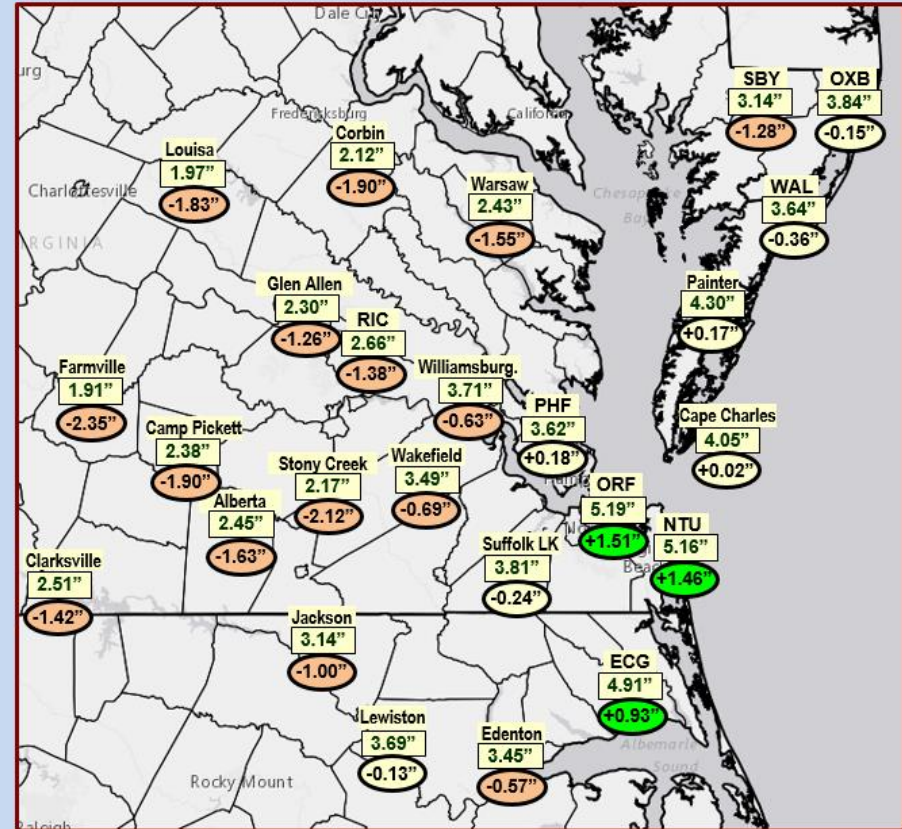 Dale City
urg
Fredericksburg
California
SBY
3.14”
-1.28”
OXB
3.84”
-0.15”
Corbin
2.12”
-1.90”
Louisa
1.97”
-1.83”
Charlottesville
Warsaw
2.43”
-1.55”
Chesapeake
Bay
WAL
3.64”
-0.36”
IRGINIA
Glen Allen
2.30”
-1.26”
RIC
2.66”
-1.38”
Painter
4.30”
+0.17”
Farmville
1.91”
-2.35”
Williamsburg.
3.71”
-0.63”
PHF
3.62”
+0.18”
Cape Charles
4.05”
+0.02”
Camp Pickett
2.38”
-1.90”
Stony Creek
2.17”
-2.12”
Wakefield
3.49”
-0.69”
Alberta
2.45”
-1.63”
ORF
5.19”
+1.51”
NTU
5.16”
+1.46”
Beach
Suffolk LK
3.81”
-0.24”
Clarksville
2.51”
-1.42”
Jackson
3.14”
-1.00”
ECG
4.91”
+0.93”
Albemarle
Sound
Lewiston
3.69”
-0.13”
Edenton
3.45”
-0.57”
Rocky Mount
Raleigh